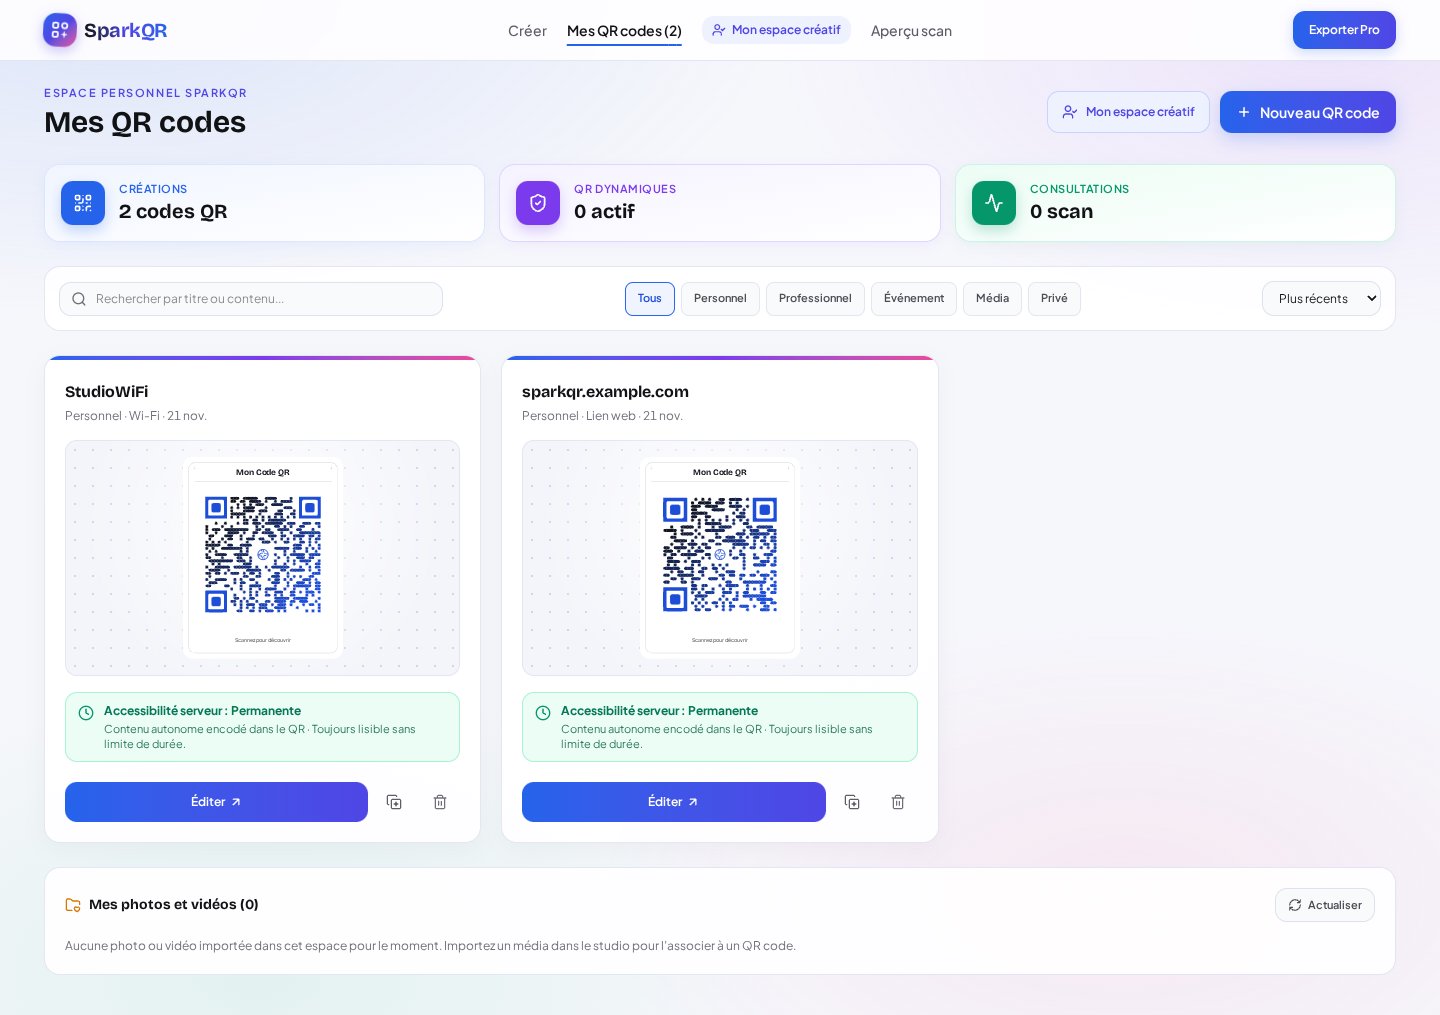 SparkQR
Créer
Mes QR codes (2)
Mon espace créatif
Aperçu scan
Exporter Pro
ESPACE PERSONNEL SPARKQR
Mes QR codes
Mon espace créatif
Nouveau QR code
CRÉATIONS
2 codes QR
QR DYNAMIQUES
0 actif
CONSULTATIONS
0 scan
Rechercher par titre ou contenu...
Tous
Personnel
Professionnel
Événement
Média
Privé
Plus récents
StudioWiFi
Personnel · Wi-Fi · 21 nov.
Mon Code QR
Scannez pour découvrir
Accessibilité serveur : Permanente
Contenu autonome encodé dans le QR · Toujours lisible sans
limite de durée.
Éditer
sparkqr.example.com
Personnel · Lien web · 21 nov.
Mon Code QR
Scannez pour découvrir
Accessibilité serveur : Permanente
Contenu autonome encodé dans le QR · Toujours lisible sans
limite de durée.
Éditer
Mes photos et vidéos (0)
Actualiser
Aucune photo ou vidéo importée dans cet espace pour le moment. Importez un média dans le studio pour l'associer à un QR code.